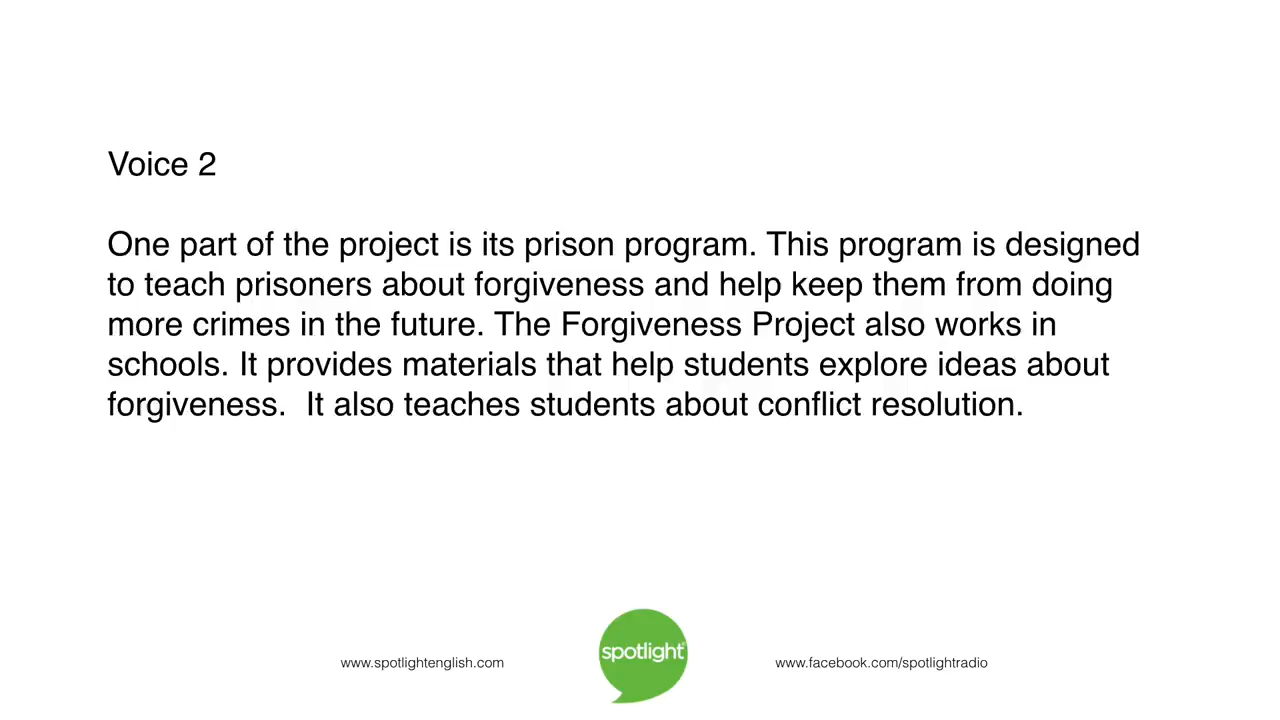 Voice 2
One part of the project is its prison program. This program is designed
to teach prisoners about forgiveness and help keep them from doing
more crimes in the future. The Forgiveness Project also works in
schools. It provides materials that help students explore ideas about
forgiveness.  It also teaches students about conflict resolution.
www.spotlightenglish.com
spotlight
www.facebook.com/spotlightradio